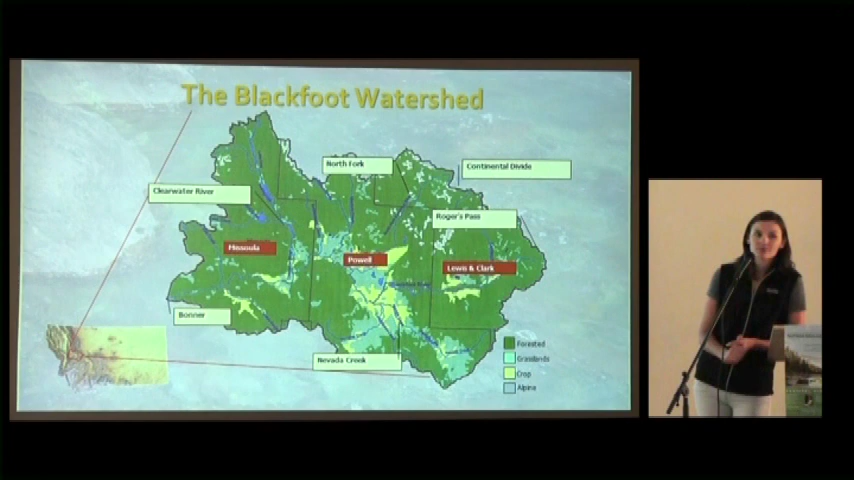 The Blackfoot Watershed
North Fork
Continental Divide
Clearwater River
Roger's Pass
Missoula
Powell
Lewis & Clark
Bonner
Nevada Creek
Forested
Grasslands
Crop
Alpine